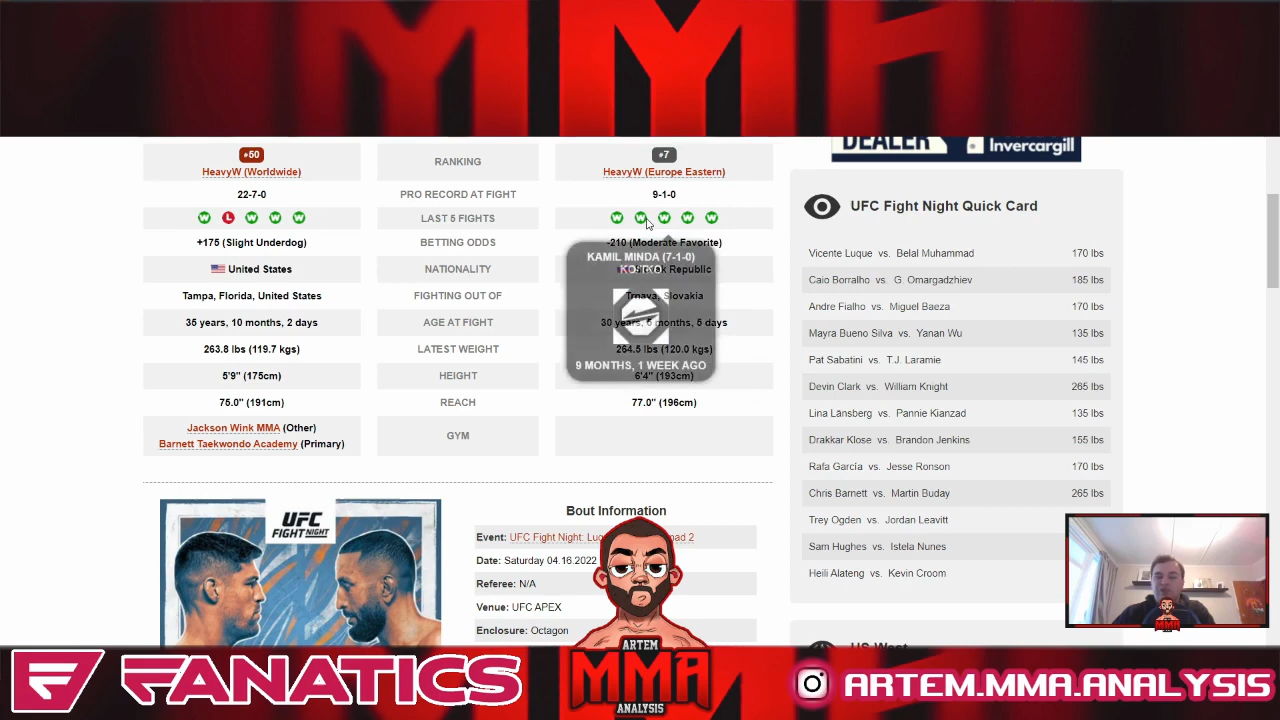 MMA
DEALER
Invercargill
#50
RANKING
#7
HeavyW (Worldwide)
HeavyW (Europe Eastern)
22-7-0
PRO RECORD AT FIGHT
9-1-0
W L W W W
LAST 5 FIGHTS
W W W W W
+175 (Slight Underdog)
BETTING ODDS
-210 (Moderate Favorite)
KAMIL MINDA (7-1-0)
United States
NATIONALITY
Republic
Tampa, Florida, United States
FIGHTING OUT OF
Trnava, Slovakia
35 years, 10 months, 2 days
AGE AT FIGHT
30 years, months, 5 days
263.8 lbs (119.7 kgs)
LATEST WEIGHT
264.5 lbs (120.0 kgs)
9 MONTHS, 1 WEEK AGO
5'9" (175cm)
HEIGHT
6'4" (193cm)
75.0" (191cm)
REACH
77.0" (196cm)
Jackson Wink MMA (Other)
Barnett Taekwondo Academy (Primary)
GYM
UFC Fight Night Quick Card
Vicente Luque vs. Belal Muhammad 170 lbs
Caio Borralho vs. G. Omargadzhiev 185 lbs
Andre Fialho vs. Miguel Baeza 170 lbs
Mayra Bueno Silva vs. Yanan Wu 135 lbs
Pat Sabatini vs. T.J. Laramie 145 lbs
Devin Clark vs. William Knight 265 lbs
Lina Länsberg vs. Pannie Kianzad 135 lbs
Drakkar Klose vs. Brandon Jenkins 155 lbs
Rafa García vs. Jesse Ronson 170 lbs
Chris Barnett vs. Martin Buday 265 lbs
Trey Ogden vs. Jordan Leavitt
Sam Hughes vs. Istela Nunes
Heili Alateng vs. Kevin Croom
UFC
FIGHT NIGHT
Bout Information
Event: UFC Fight Night: ad 2
Date: Saturday 04.16.2022
Referee: N/A
Venue: UFC APEX
Enclosure: Octagon
MMA
US West
FANATICS
ARTEM
MMA
ANALYSIS
ARTEM.MMA.ANALYSIS